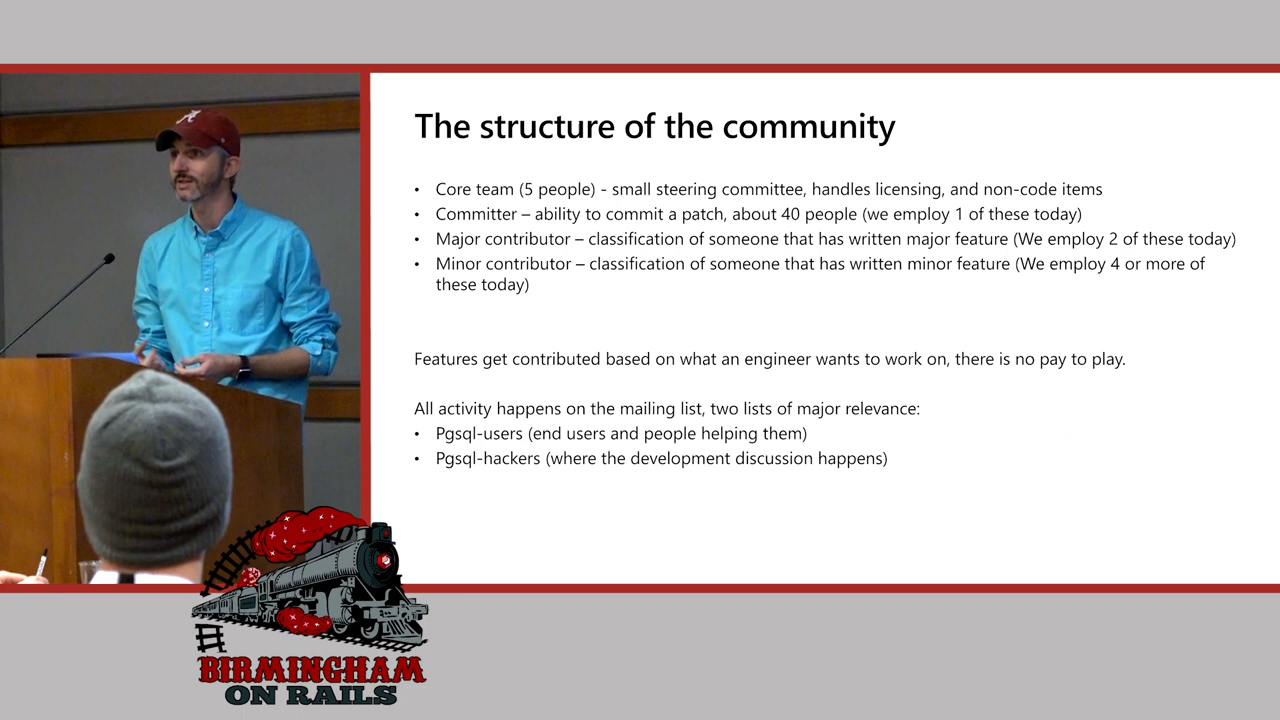 The structure of the community
• Core team (5 people) - small steering committee, handles licensing, and non-code items
• Committer – ability to commit a patch, about 40 people (we employ 1 of these today)
• Major contributor – classification of someone that has written major feature (We employ 2 of these today)
• Minor contributor – classification of someone that has written minor feature (We employ 4 or more of
these today)
Features get contributed based on what an engineer wants to work on, there is no pay to play.
All activity happens on the mailing list, two lists of major relevance:
• Pgsql-users (end users and people helping them)
• Pgsql-hackers (where the development discussion happens)
A
BIRMINGHAM
ON RAILS